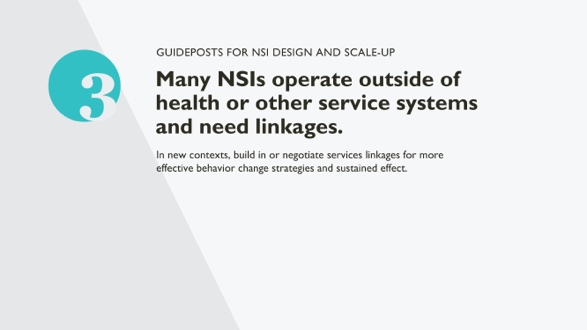 GUIDEPOSTS FOR NSI DESIGN AND SCALE-UP
3
Many NSIs operate outside of
health or other service systems
and need linkages.
In new contexts, build in or negotiate services linkages for more
effective behavior change strategies and sustained effect.